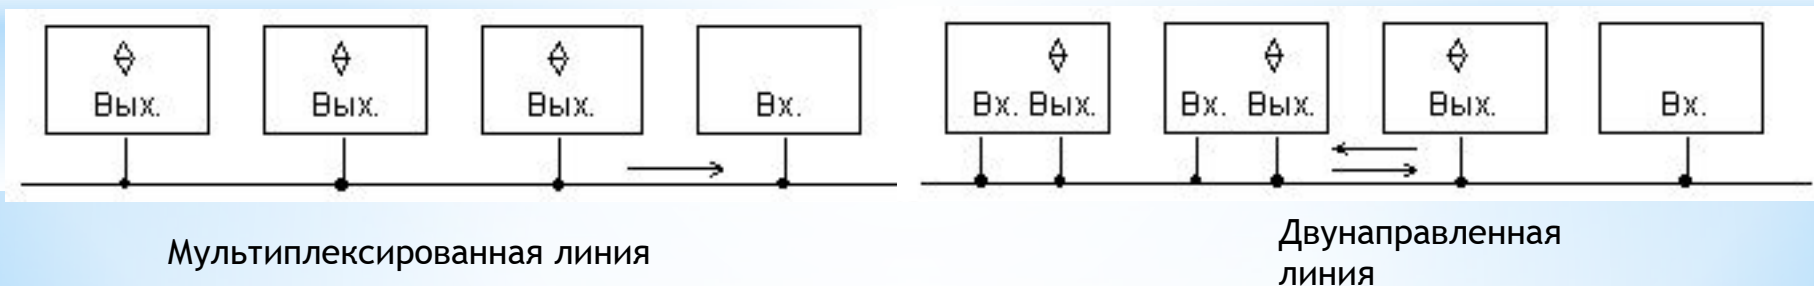 Вых. Вых. Вых. Вх.
Вх. Вых. Вх. Вых. Вых. Вх.
Мультиплексированная линия
Двунаправленная
линия